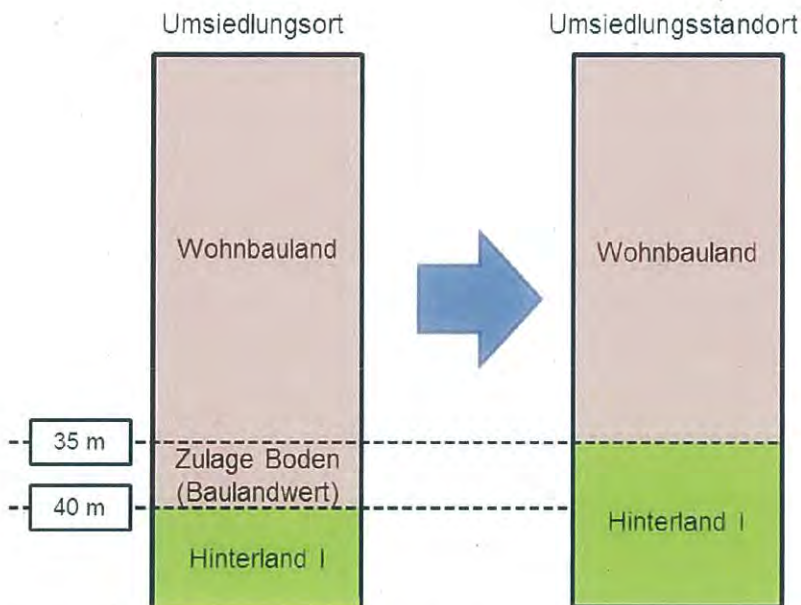 Umsiedlungsort
Umsiedlungsstandort
Wohnbauland
Wohnbauland
35 m
Zulage Boden
(Baulandwert)
40 m
Hinterland I
Hinterland I